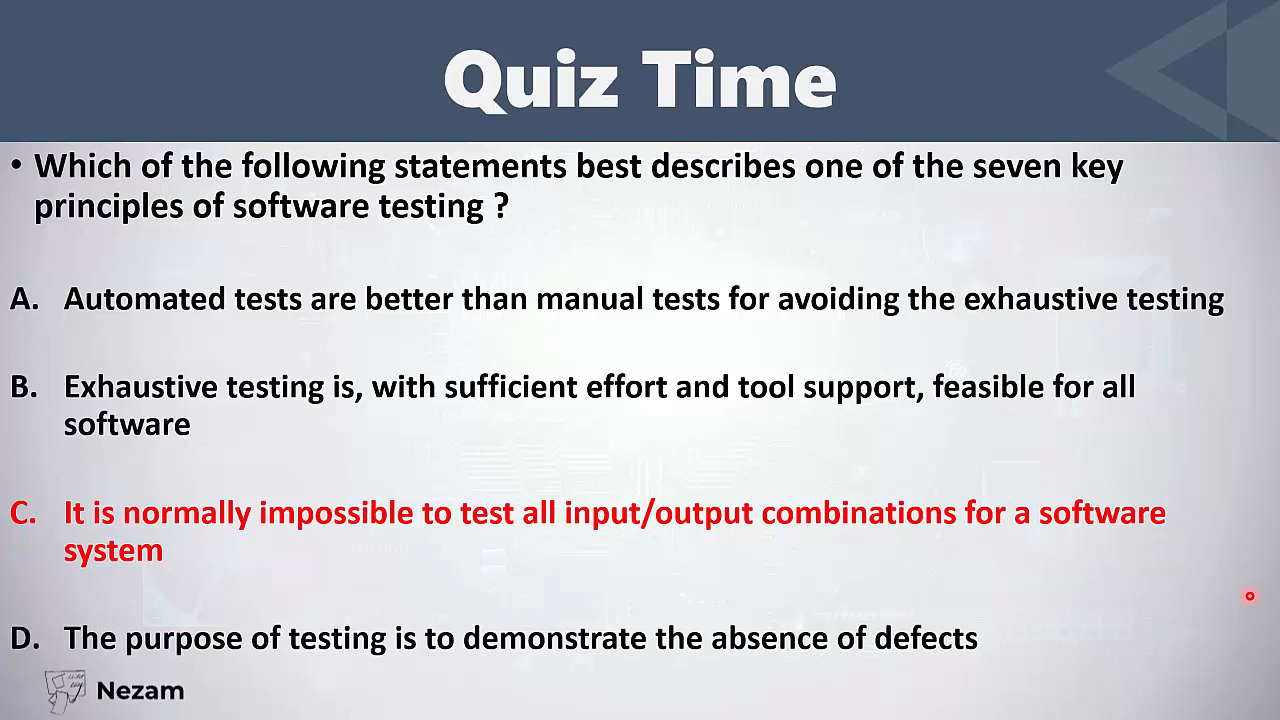 Quiz Time
• Which of the following statements best describes one of the seven key
principles of software testing ?
A. Automated tests are better than manual tests for avoiding the exhaustive testing
B. Exhaustive testing is, with sufficient effort and tool support, feasible for all
software
C. It is normally impossible to test all input/output combinations for a software
system
D. The purpose of testing is to demonstrate the absence of defects
Nezam